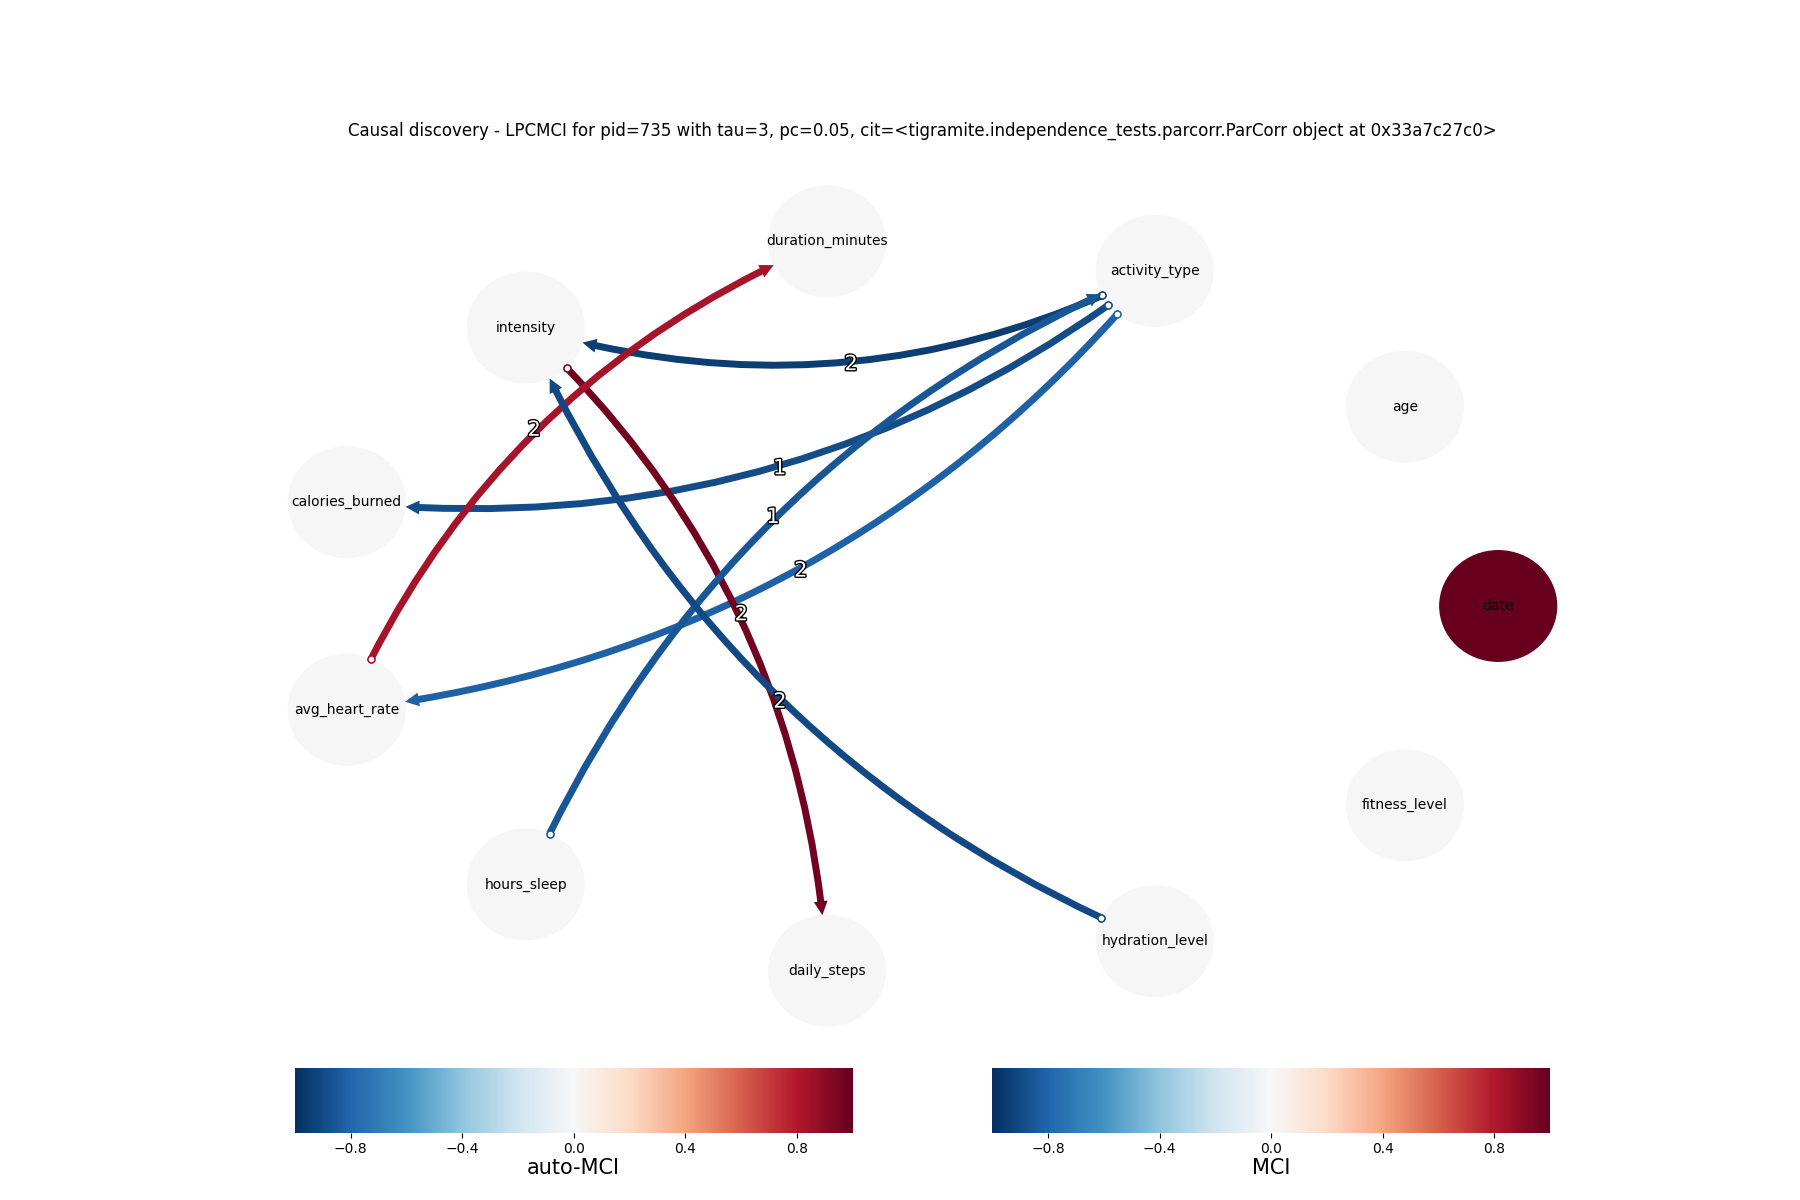 Causal discovery - LPCMCI for pid=735 with tau=3, pc=0.05, cit=<tigramite.independence_tests.parcorr.ParCorr object at 0x33a7c27c0>
duration_minutes
activity_type
intensity
2
age
2
1
calories_burned
1
2
date
2
2
avg_heart_rate
fitness_level
hours_sleep
hydration_level
daily_steps
−0.8 −0.4 0.0 0.4 0.8
auto-MCI
−0.8 −0.4 0.0 0.4 0.8
MCI